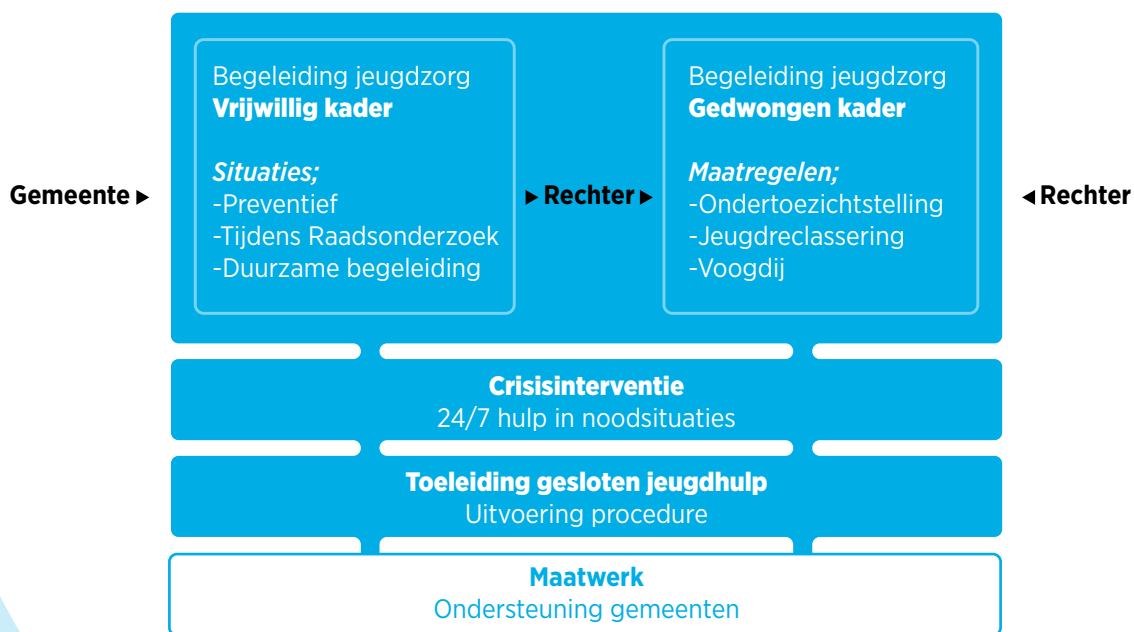 Gemeente ▸
Begeleiding jeugdzorg
Vrijwillig kader
Situaties;
-Preventief
-Tijdens Raadsonderzoek
-Duurzame begeleiding
▸ Rechter ▸
Begeleiding jeugdzorg
Gedwongen kader
Maatregelen;
-Ondertoezichtstelling
-Jeugdreclassering
-Voogdij
◂ Rechter
Crisisinterventie
24/7 hulp in noodsituaties
Toeleiding gesloten jeugdhulp
Uitvoering procedure
Maatwerk
Ondersteuning gemeenten